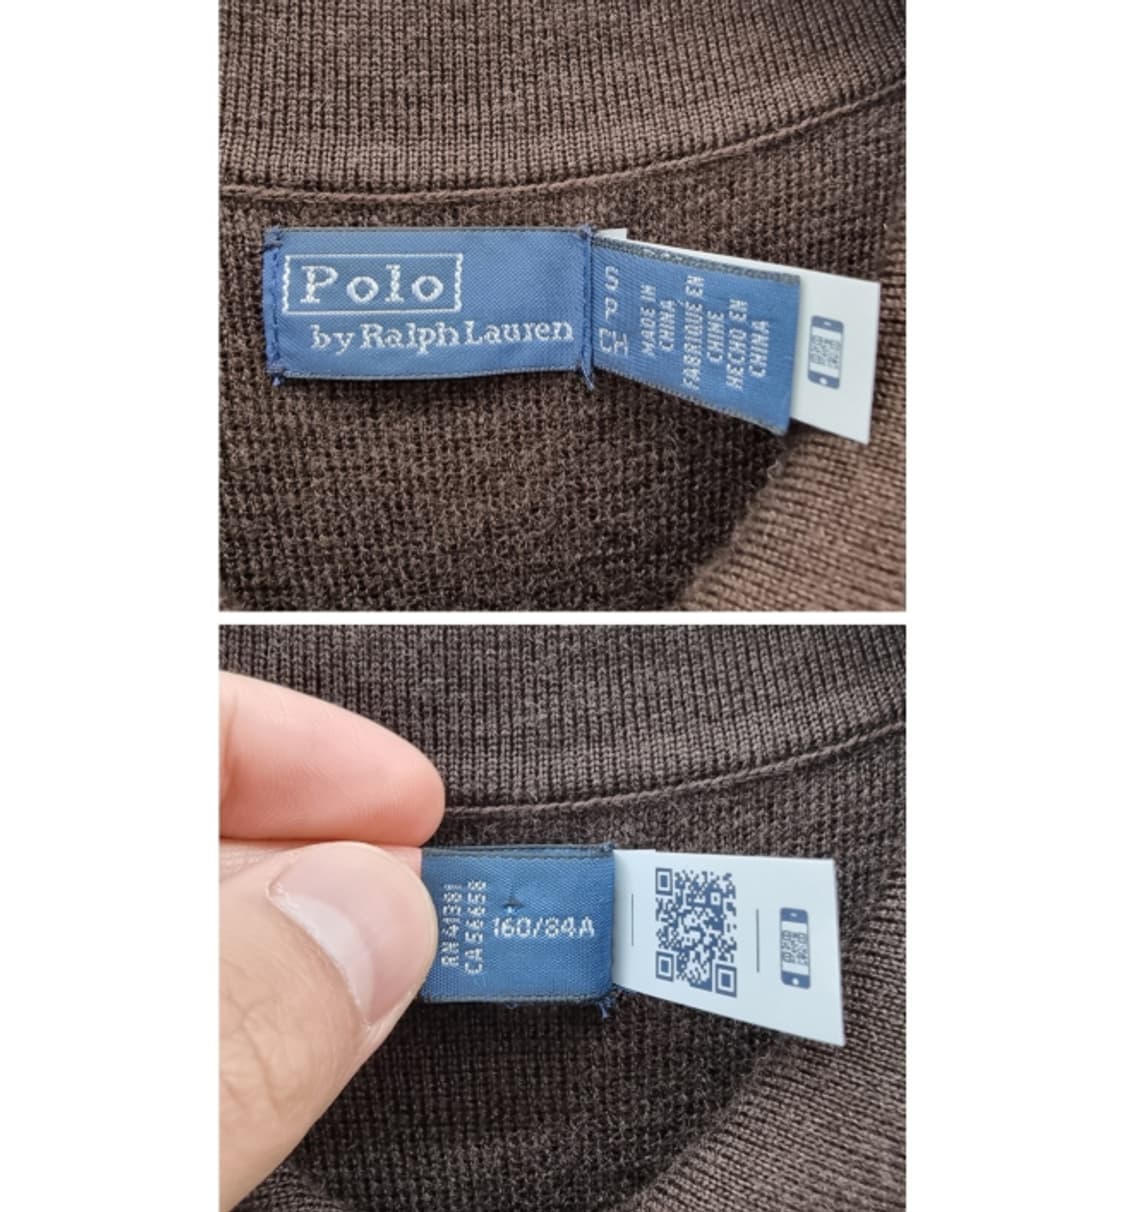 Polo
by Ralph Lauren
S
P
CH
MADE IN
CHINA
FABRIQUÉ EN
CHINE
HECHO EN
CHINA
RN 41381
CA 56658
160/84A